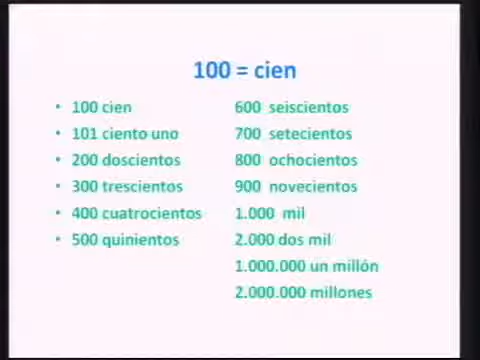 100 = cien
• 100 cien
• 101 ciento uno
• 200 doscientos
• 300 trescientos
• 400 cuatrocientos
• 500 quinientos
600 seiscientos
700 setecientos
800 ochocientos
900 novecientos
1.000 mil
2.000 dos mil
1.000.000 un millón
2.000.000 millones